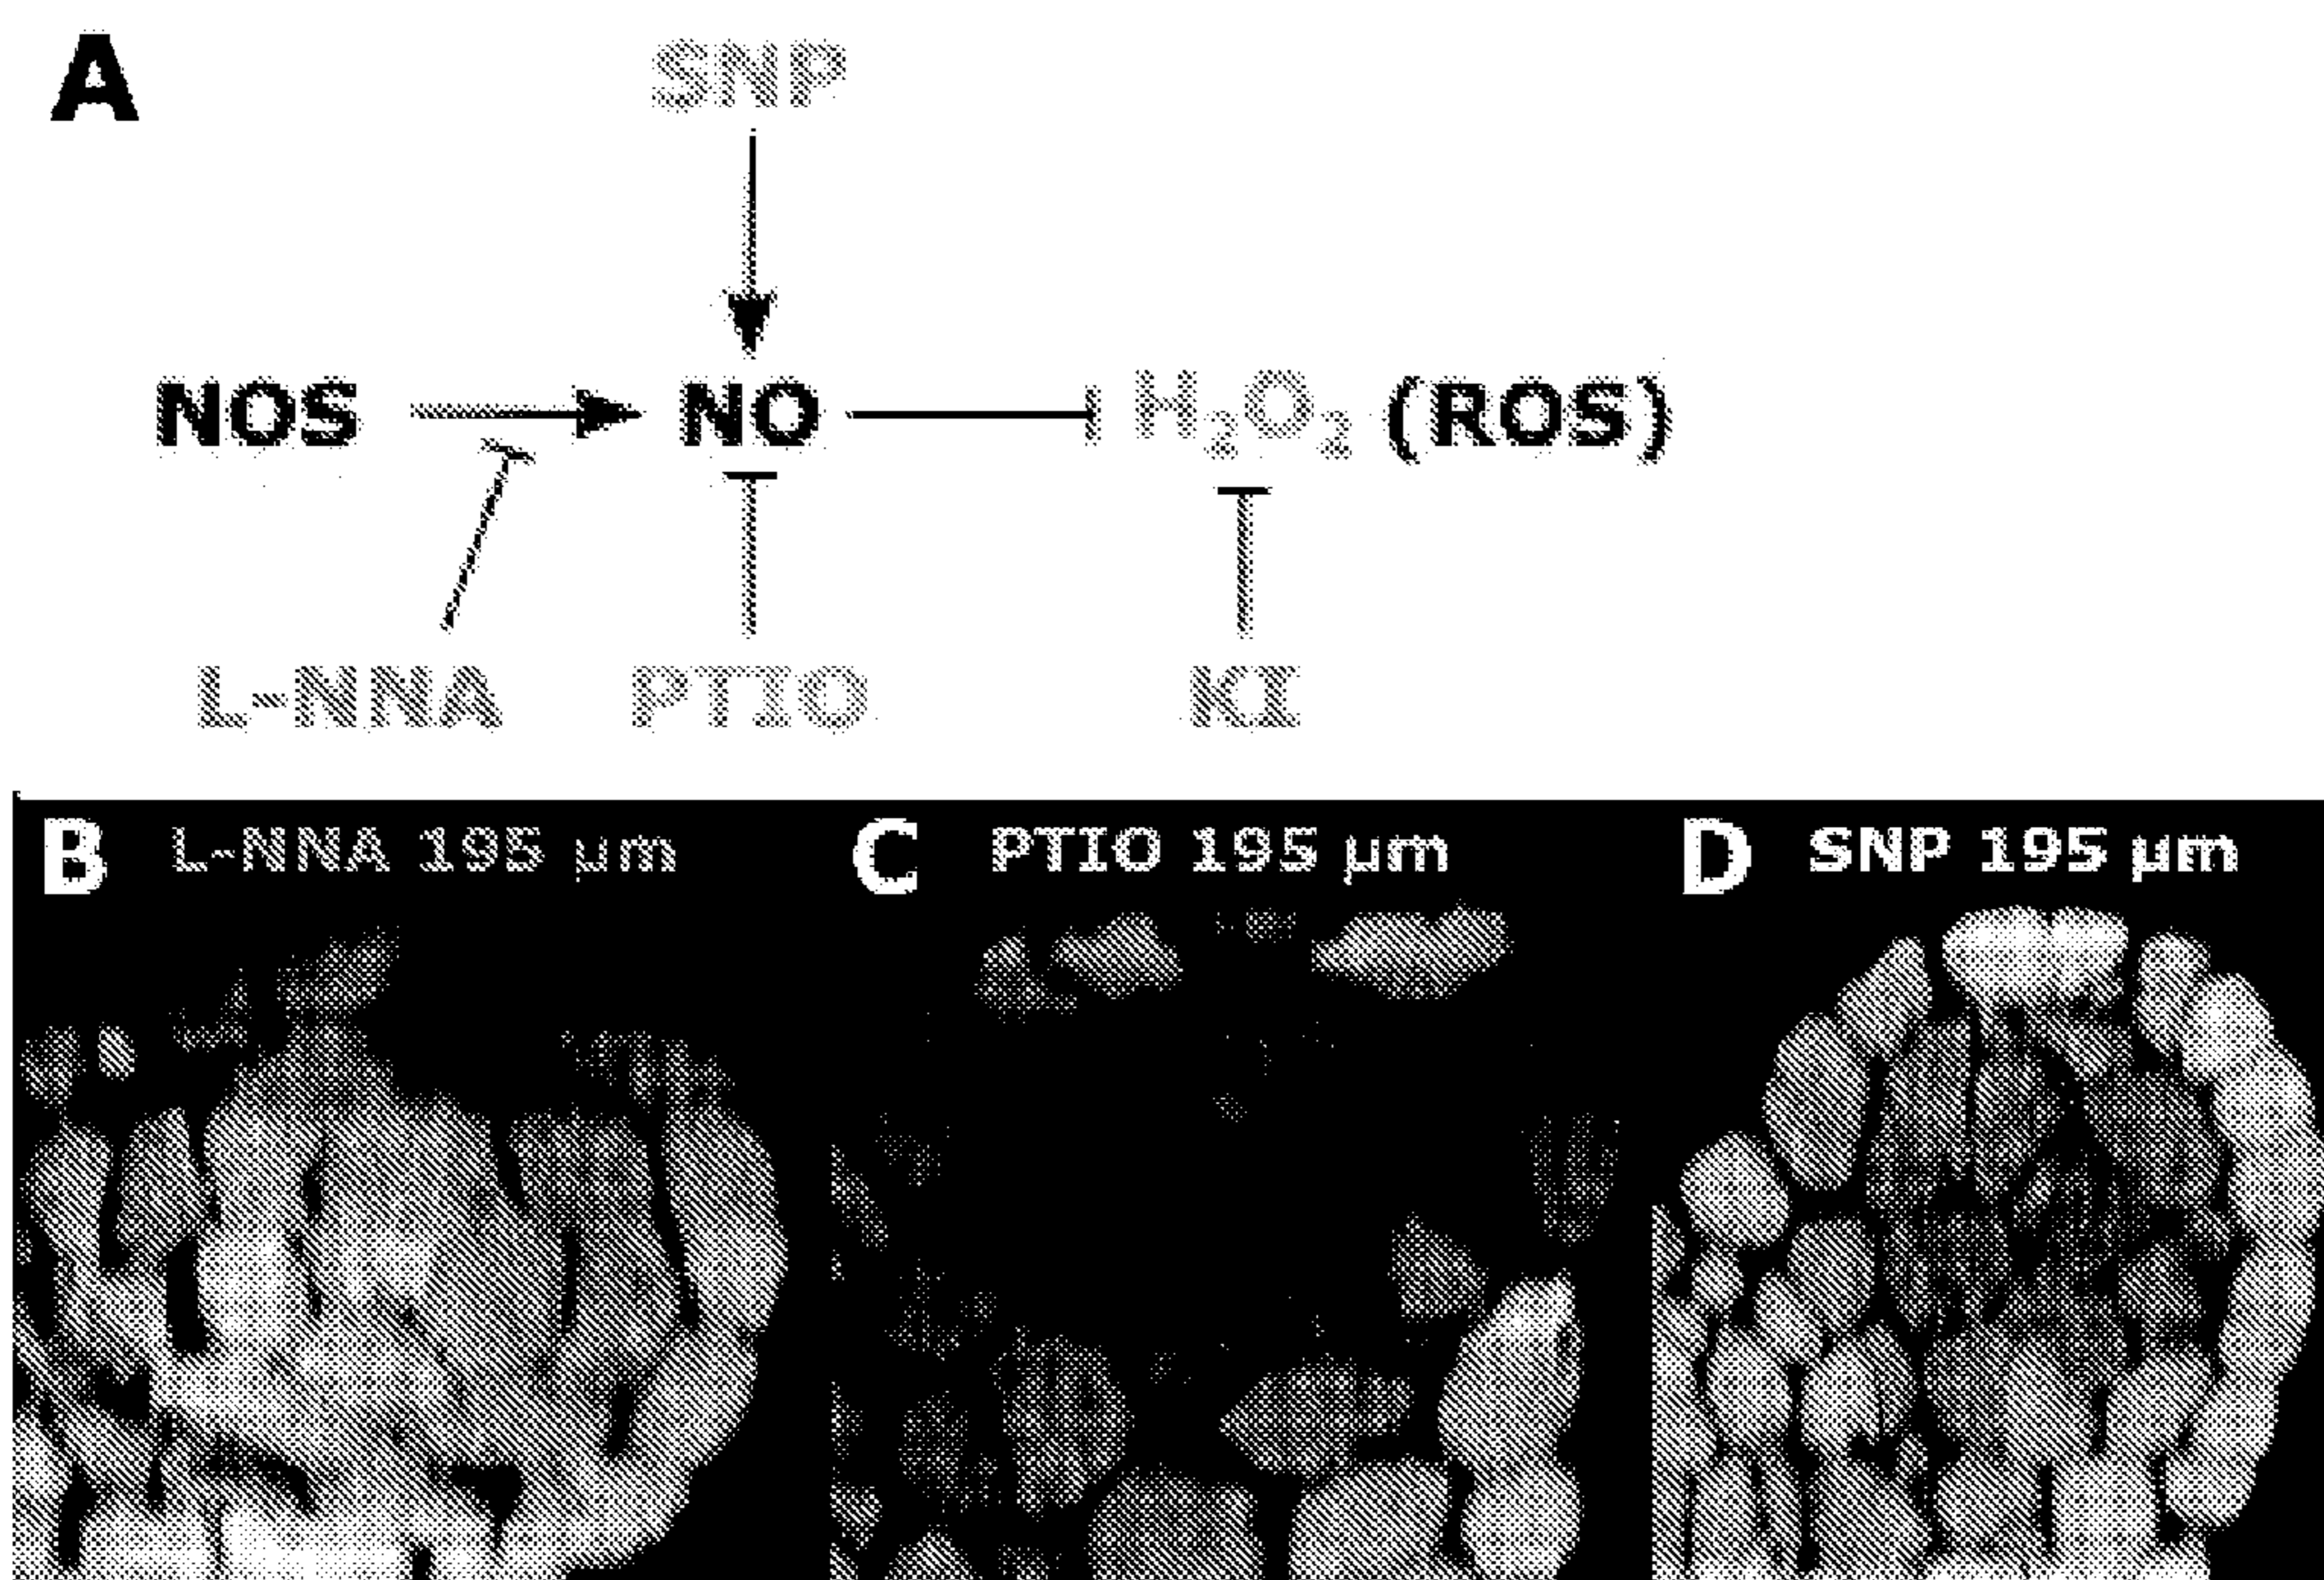 A
SNP
NOS NO H₂O₂ (ROS)
L-NNA PTIO KI
B L-NNA 195 µm C PTIO 195 µm D SNP 195 µm